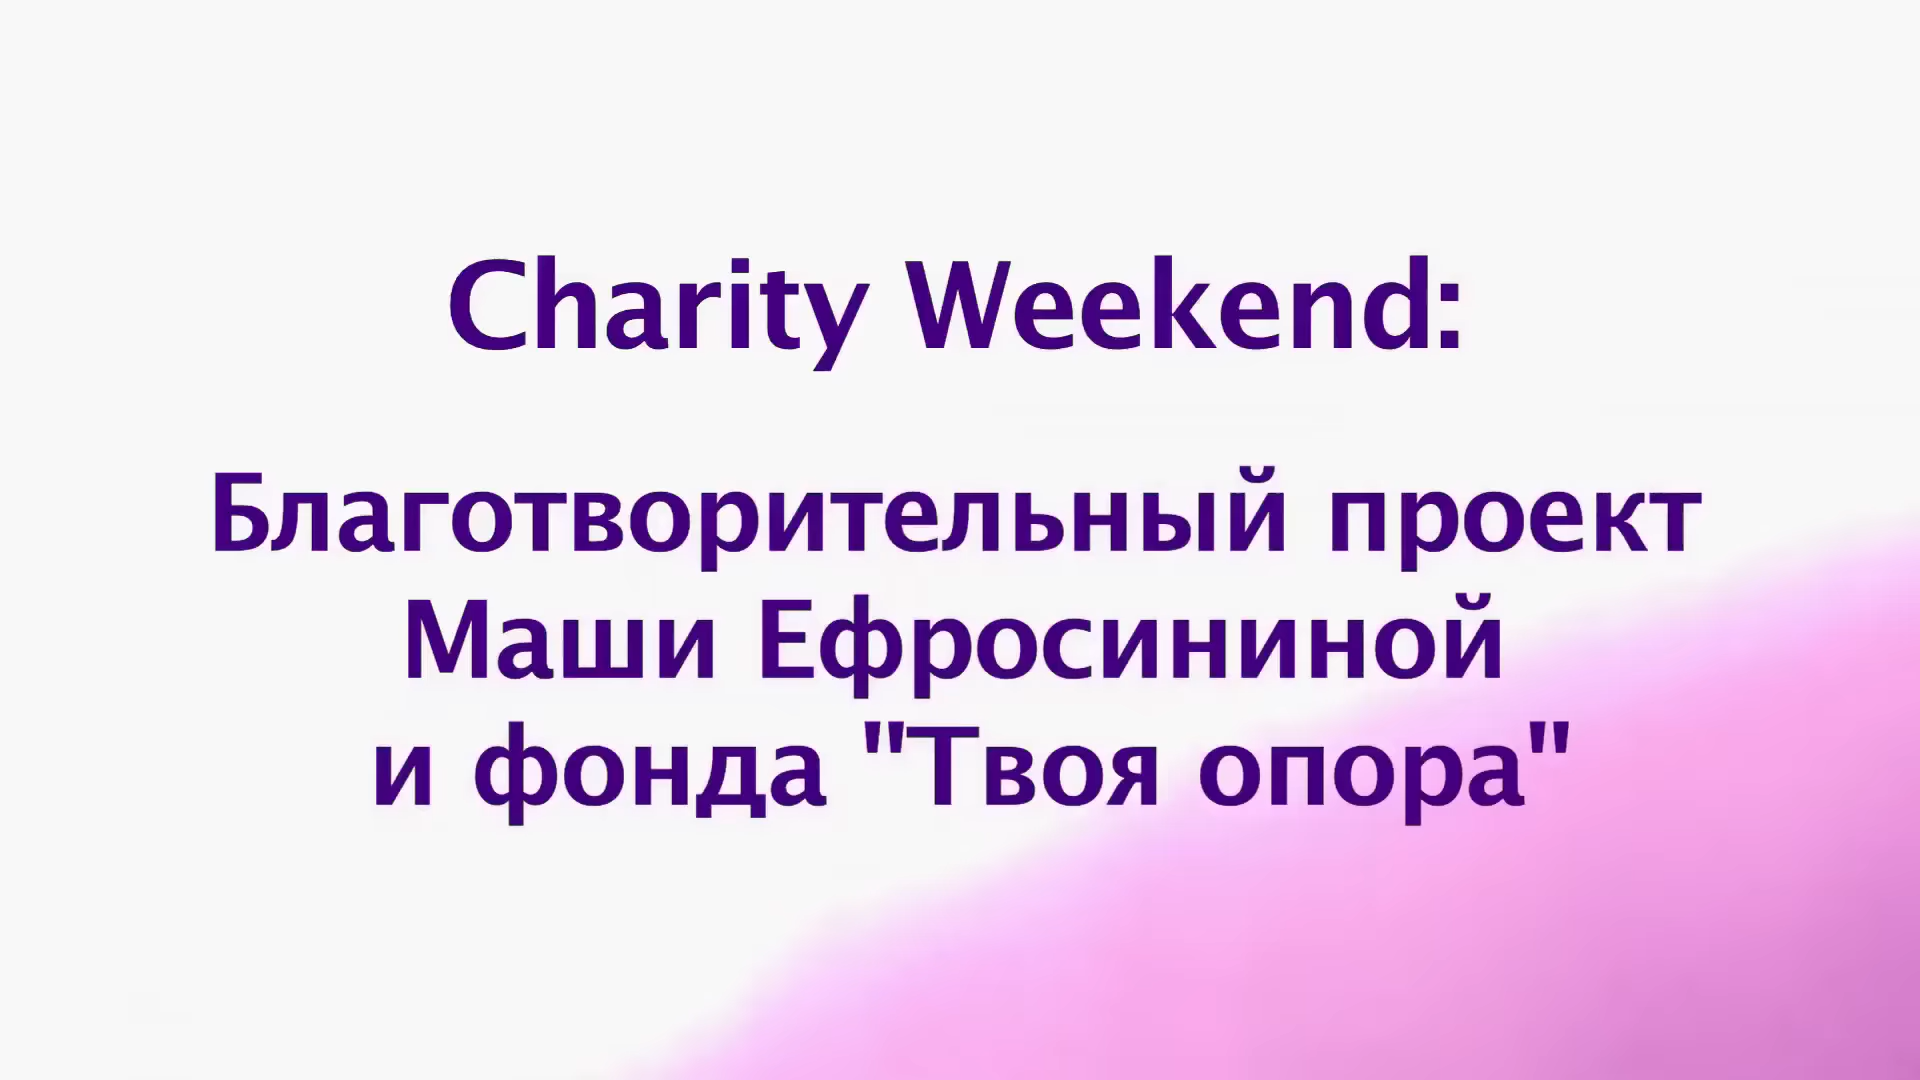 Charity Weekend:
Благотворительный проект
Маши Ефросининой
и фонда "Твоя опора"